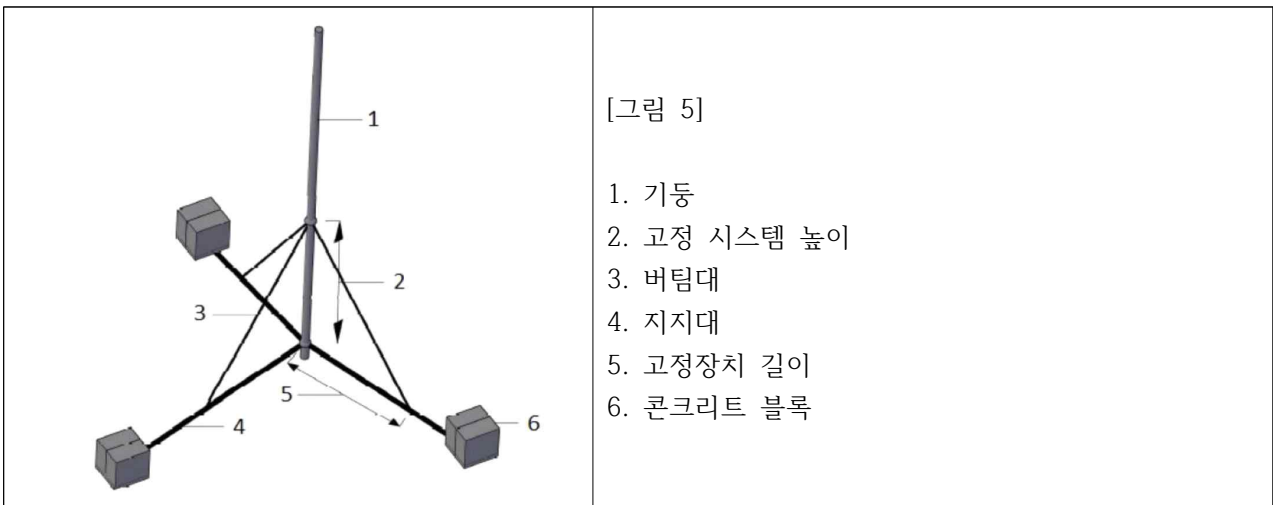 1
2
3
4
5
6
[그림 5]
1. 기둥
2. 고정 시스템 높이
3. 버팀대
4. 지지대
5. 고정장치 길이
6. 콘크리트 블록